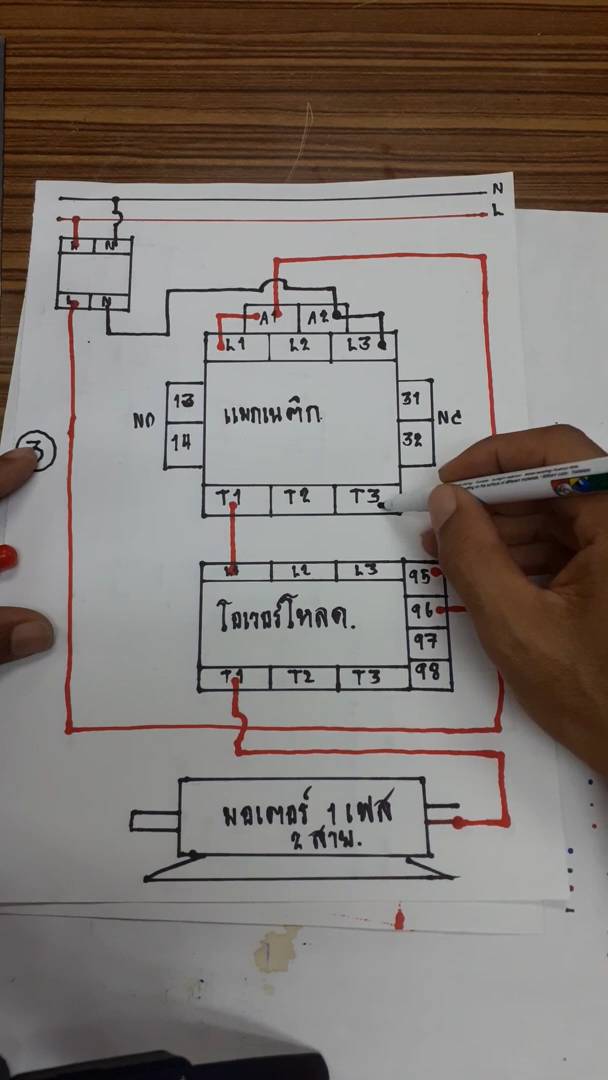 N
L
N
L N
A1 A2
L1 L2 L3
13 31
NO แมกเนติก NC
14 32
3
T1 T2 T3
L2 L3 95
โอเวอร์โหลด. 96
97
T1 T2 T3 98
มอเตอร์ 1 เฟส
2 สาย.